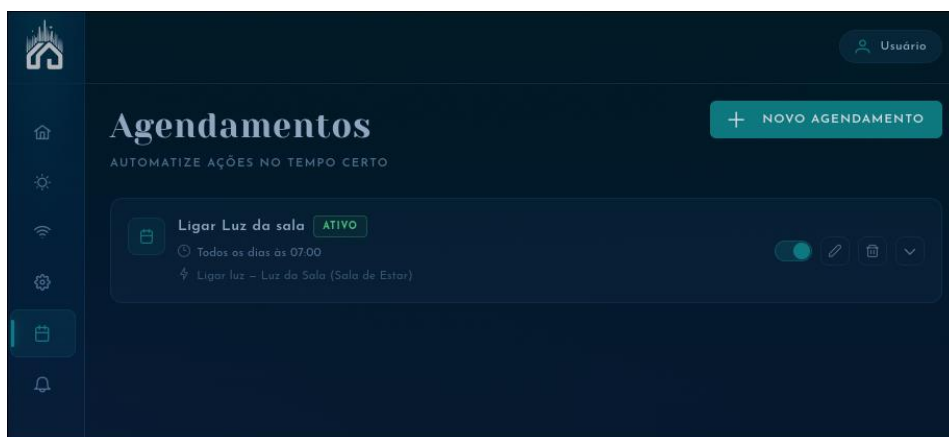 Usuário
Agendamentos
NOVO AGENDAMENTO
AUTOMATIZE AÇÕES NO TEMPO CERTO
Ligar Luz da sala ATIVO
Todos os dias às 07:00
Ligar luz – Luz da Sala (Sala de Estar)